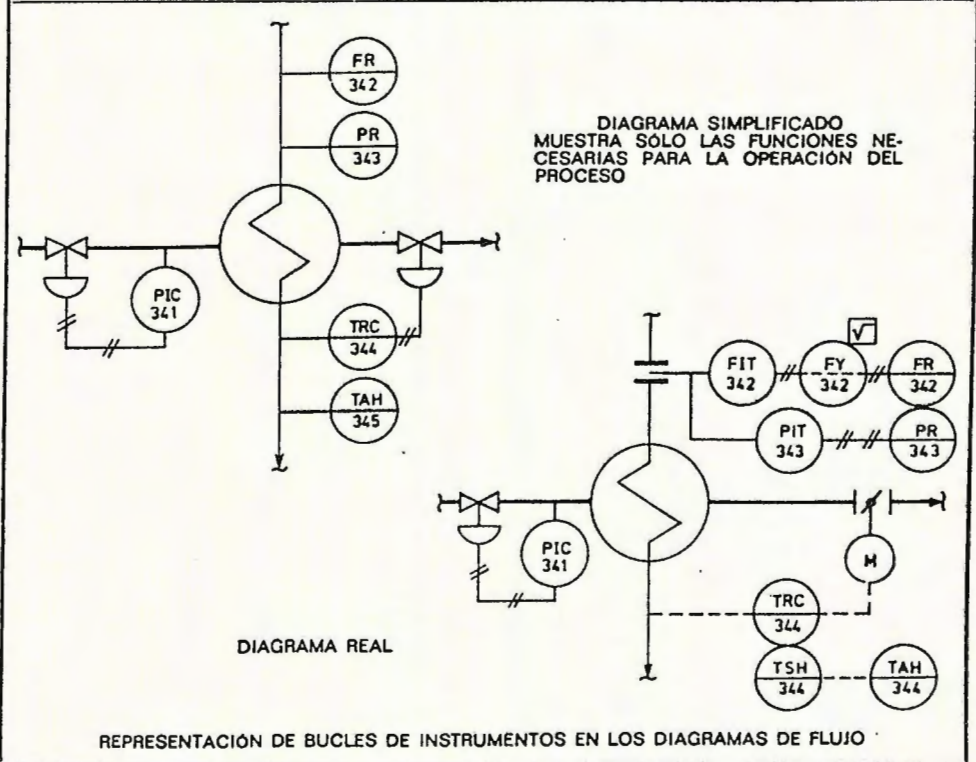 FR
342
PR
343
DIAGRAMA SIMPLIFICADO
MUESTRA SÓLO LAS FUNCIONES NE-
CESARIAS PARA LA OPERACIÓN DEL
PROCESO
PIC
341
TRC
344
TAH
345
√
FIT
342
FY
342
FR
342
PIT
343
PR
343
PIC
341
M
TRC
344
TSH
344
TAH
344
DIAGRAMA REAL
REPRESENTACIÓN DE BUCLES DE INSTRUMENTOS EN LOS DIAGRAMAS DE FLUJO